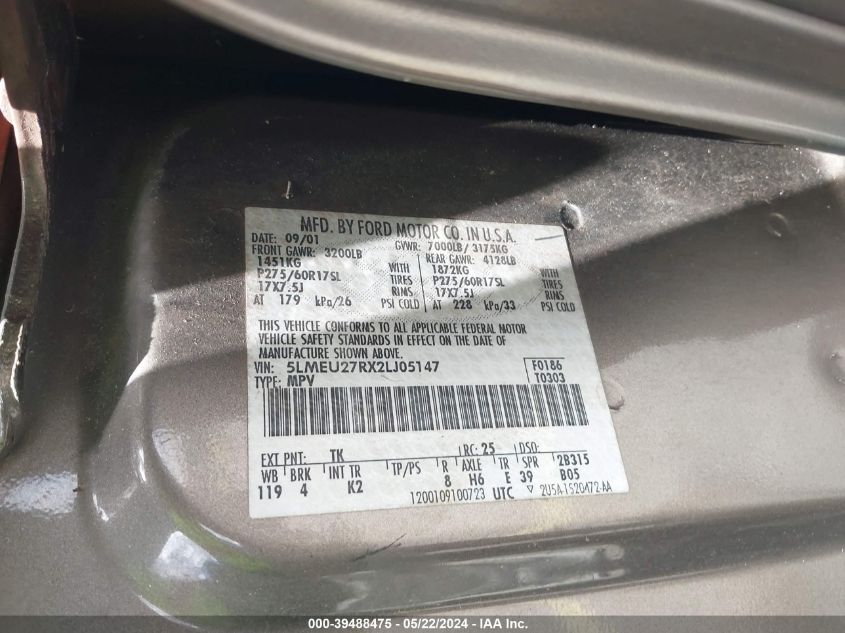 MFD. BY FORD MOTOR CO. IN U.S.A.
DATE: 09/01 GVWR: 7000LB/ 3175KG
FRONT GAWR: 3200LB REAR GAWR: 4128LB
1451KG WITH 1872KG WITH
P275/60R17SL TIRES P275/60R17SL TIRES
17X7.5J RIMS 17X7.5J RIMS
AT 179 kPa/26 PSI COLD AT 228 kPa/33 PSI COLD
THIS VEHICLE CONFORMS TO ALL APPLICABLE FEDERAL MOTOR
VEHICLE SAFETY STANDARDS IN EFFECT ON THE DATE OF
MANUFACTURE SHOWN ABOVE.
VIN: 5LMEU27RX2LJ05147 F0186
TYPE: MPV T0303
EXT PNT: TK RC: 25 DSO:
WB BRK INT TR TP/PS R AXLE TR SPR 2B315
119 4 K2 8 H6 E 39 B05
1200109100723 UTC ▽ 2U5A-1520472-AA
000-39488475 - 05/22/2024 - IAA Inc.